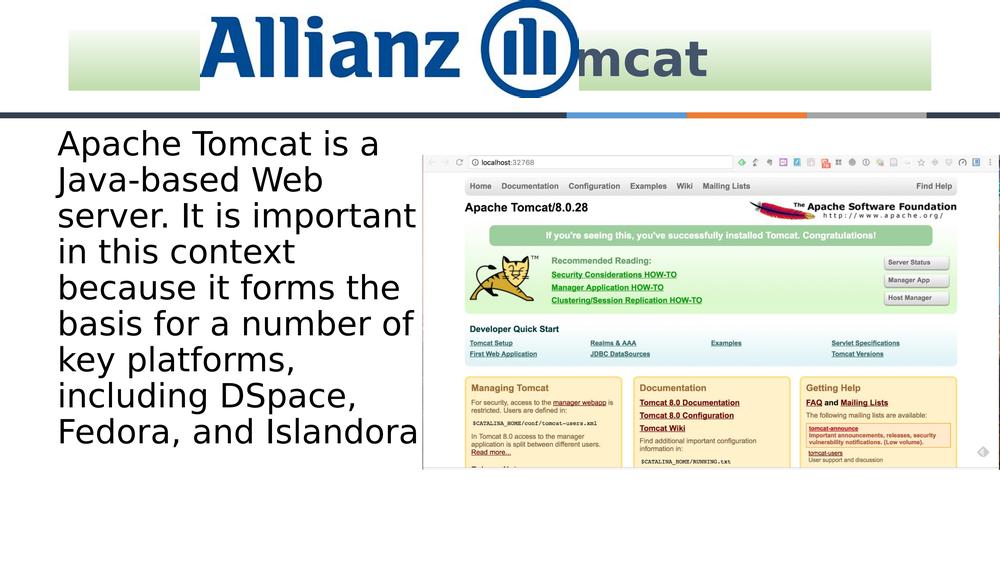 Allianz
mcat
Apache Tomcat is a
Java-based Web
server. It is important
in this context
because it forms the
basis for a number of
key platforms,
including DSpace,
Fedora, and Islandora
localhost:32768
Home Documentation Configuration Examples Wiki Mailing Lists Find Help
Apache Tomcat/8.0.28
The Apache Software Foundation
http://www.apache.org/
If you're seeing this, you've successfully installed Tomcat. Congratulations!
TM
Recommended Reading:
Security Considerations HOW-TO
Manager Application HOW-TO
Clustering/Session Replication HOW-TO
Server Status
Manager App
Host Manager
Developer Quick Start
Tomcat Setup Realms & AAA Examples Servlet Specifications
First Web Application JDBC DataSources Tomcat Versions
Managing Tomcat
For security, access to the manager webapp is
restricted. Users are defined in:
$CATALINA_HOME/conf/tomcat-users.xml
In Tomcat 8.0 access to the manager
application is split between different users.
Read more...
Documentation
Tomcat 8.0 Documentation
Tomcat 8.0 Configuration
Tomcat Wiki
Find additional important configuration
information in:
$CATALINA_HOME/RUNNING.txt
Getting Help
FAQ and Mailing Lists
The following mailing lists are available:
tomcat-announce
Important announcements, releases, security
vulnerability notifications. (Low volume).
tomcat-users
User support and discussion